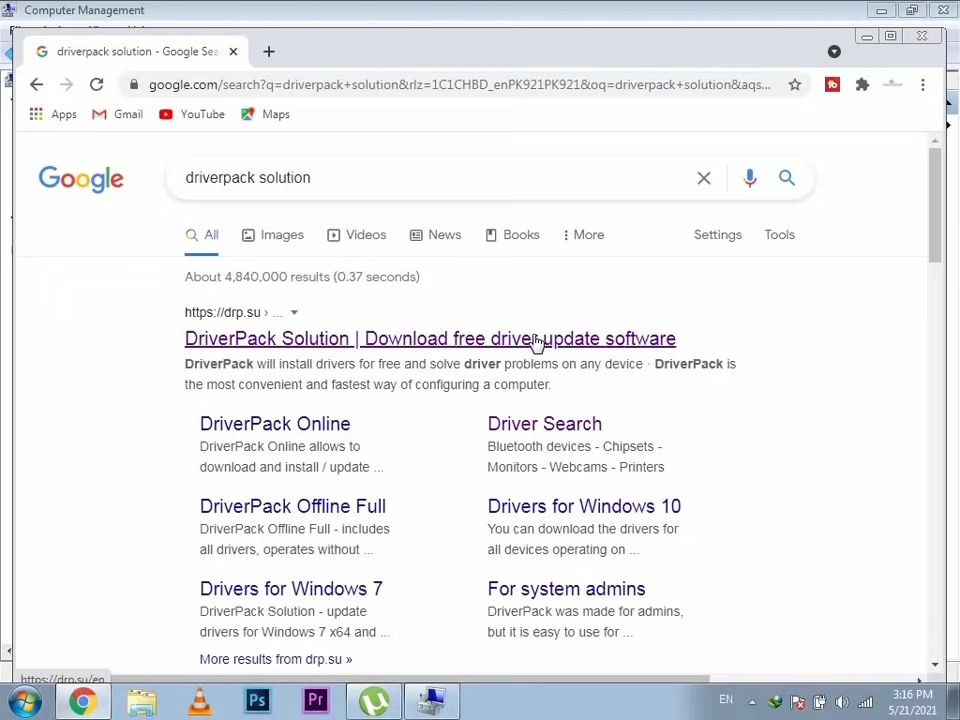 Computer Management
driverpack solution - Google Sea
google.com/search?q=driverpack+solution&rlz=1C1CHBD_enPK921PK921&oq=driverpack+solution&aqs...
Apps Gmail YouTube Maps
Google driverpack solution
All Images Videos News Books More Settings Tools
About 4,840,000 results (0.37 seconds)
https://drp.su › ...
DriverPack Solution | Download free driver update software
DriverPack will install drivers for free and solve driver problems on any device · DriverPack is
the most convenient and fastest way of configuring a computer.
DriverPack Online
DriverPack Online allows to
download and install / update ...
Driver Search
Bluetooth devices - Chipsets -
Monitors - Webcams - Printers
DriverPack Offline Full
DriverPack Offline Full - includes
all drivers, operates without ...
Drivers for Windows 10
You can download the drivers for
all devices operating on ...
Drivers for Windows 7
DriverPack Solution - update
drivers for Windows 7 x64 and ...
For system admins
DriverPack was made for admins,
but it is easy to use for ...
More results from drp.su »
https://drp.su/en
Ps Pr EN 3:16 PM
5/21/2021